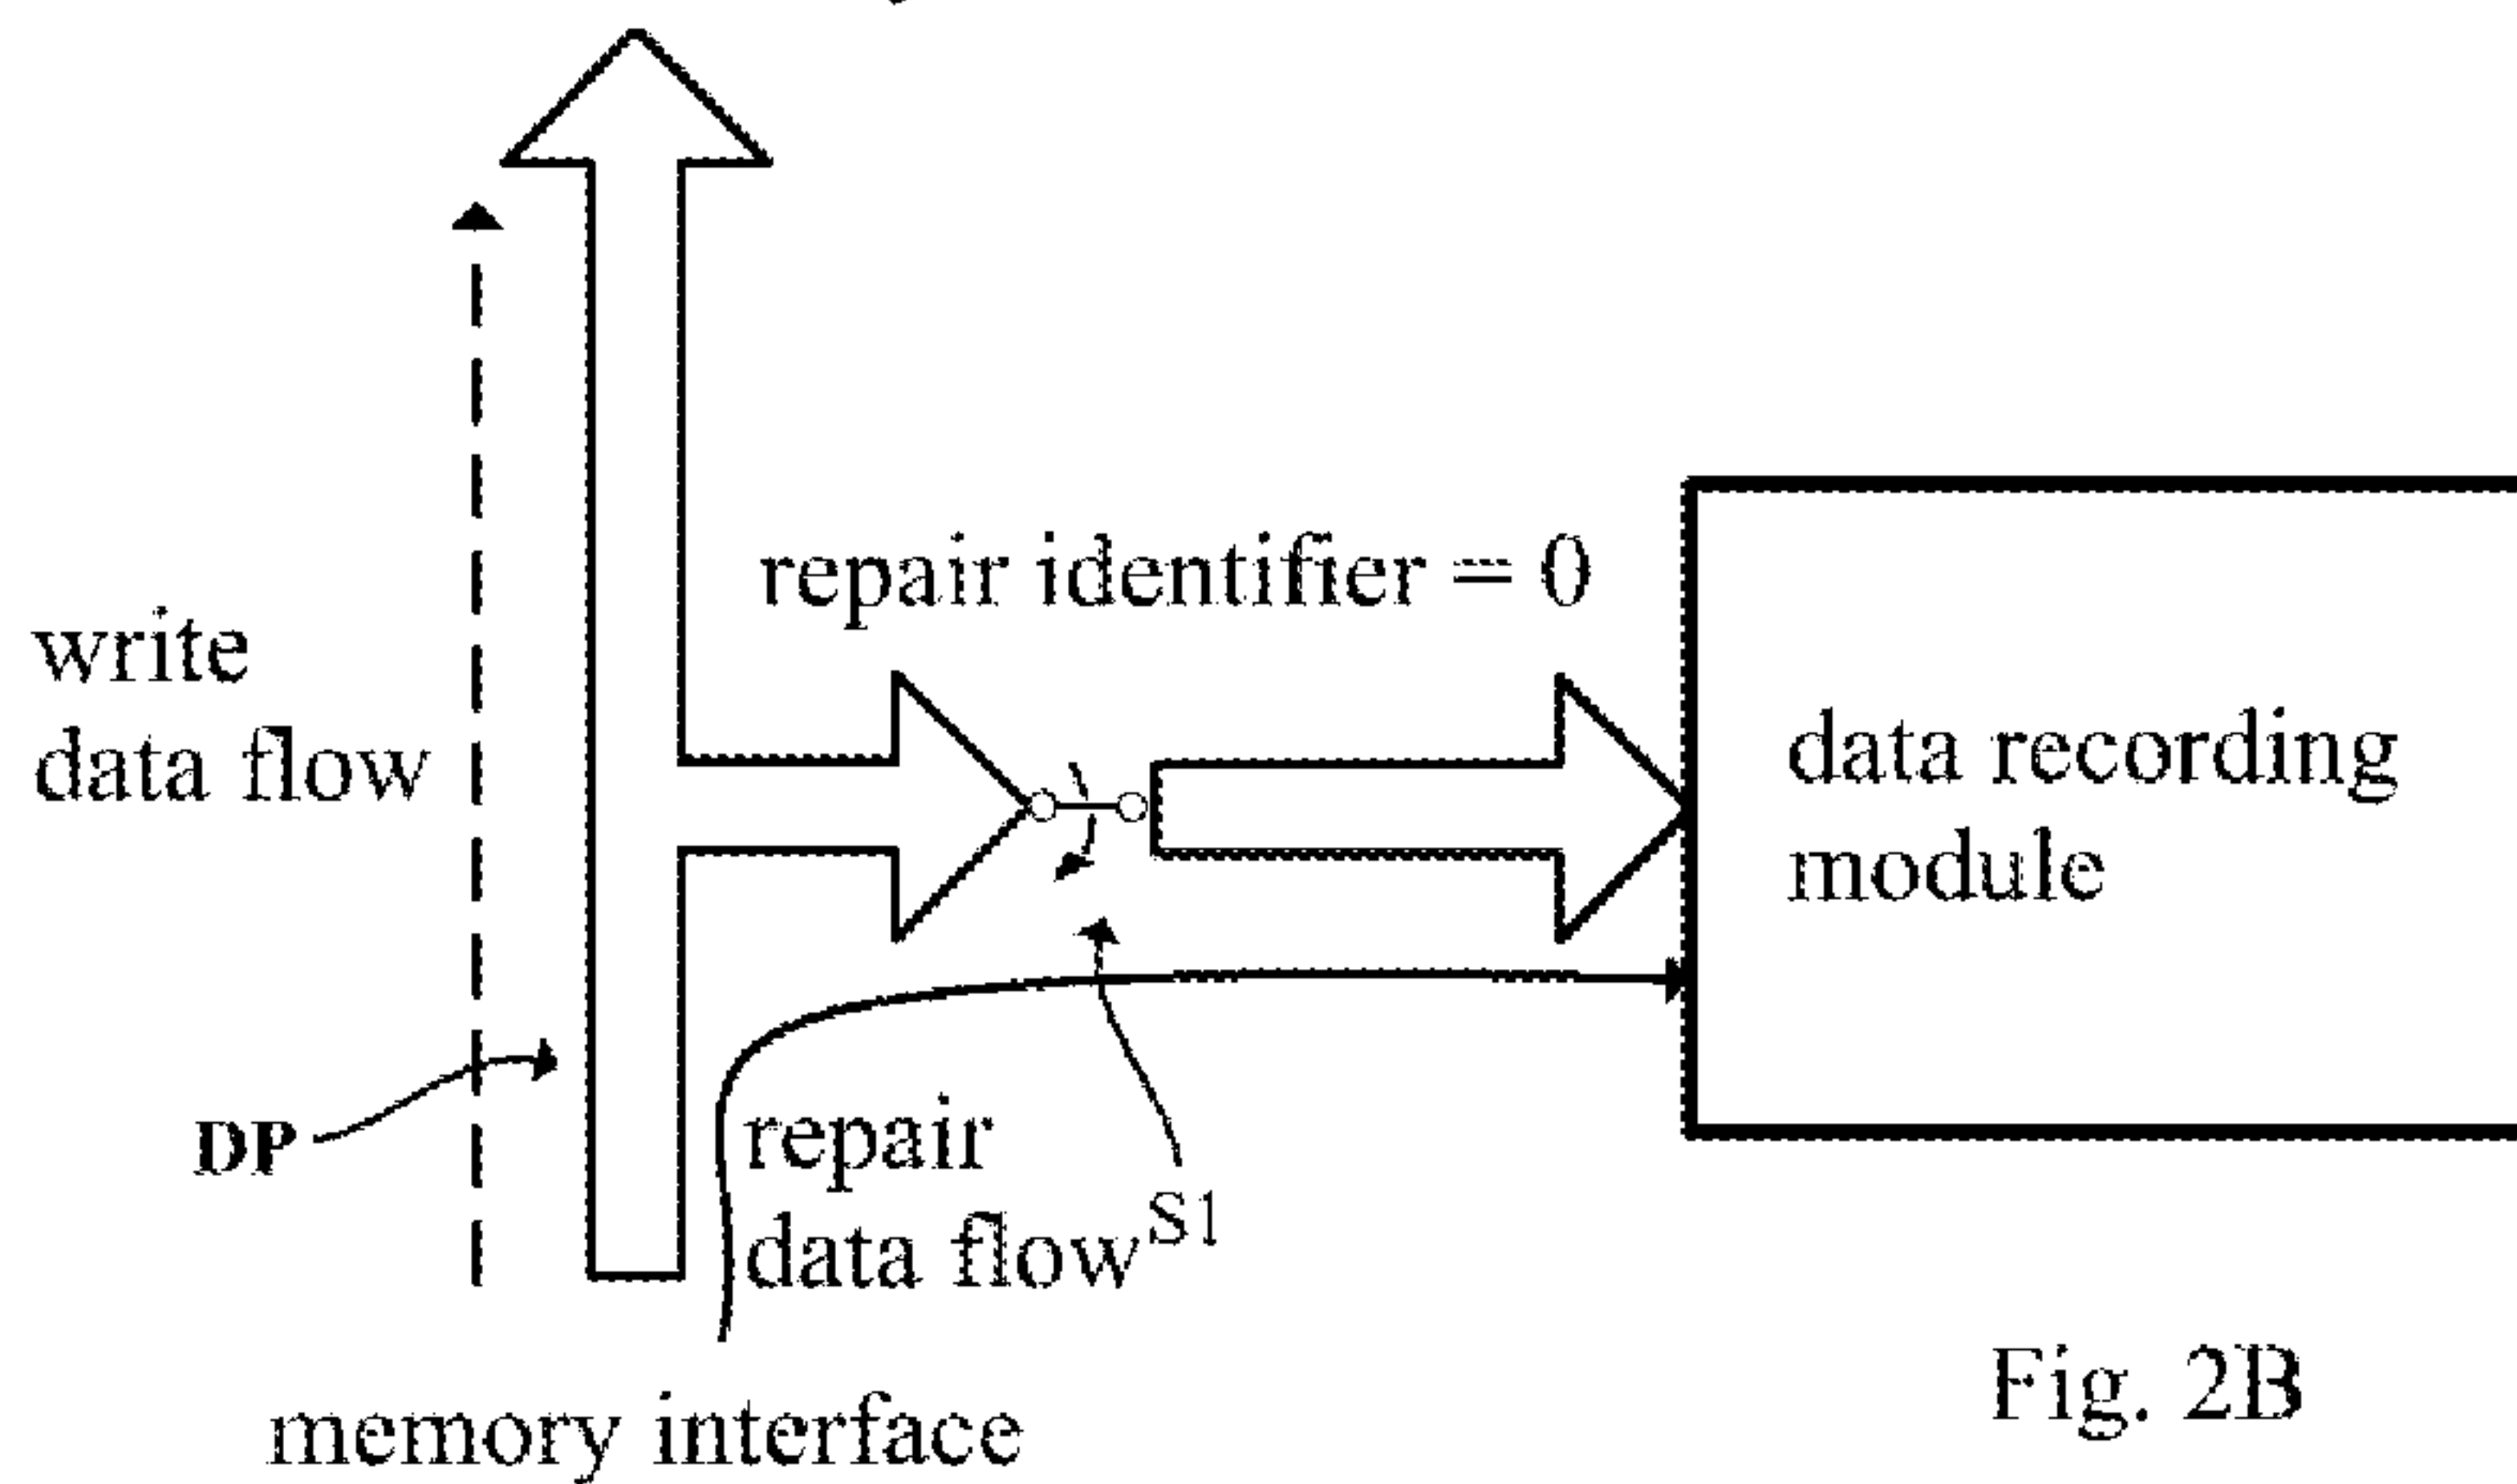 repair identifier = 0
write
data flow
data recording
module
DP
repair
data flow
S1
memory interface
Fig. 2B